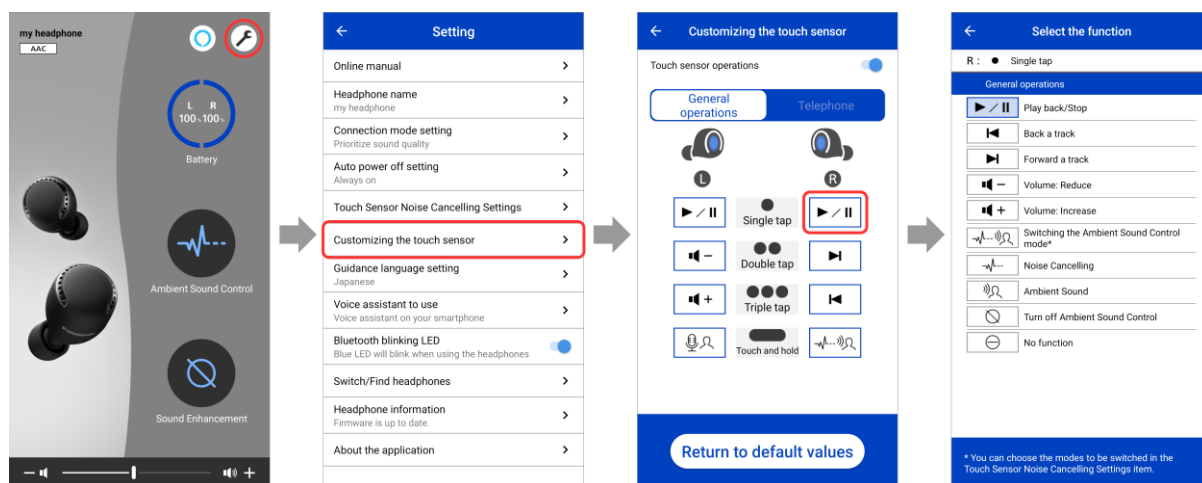 my headphone
AAC
L R
100% 100%
Battery
Ambient Sound Control
Sound Enhancement
Setting
Online manual
Headphone name
my headphone
Connection mode setting
Prioritize sound quality
Auto power off setting
Always on
Touch Sensor Noise Cancelling Settings
Customizing the touch sensor
Guidance language setting
Japanese
Voice assistant to use
Voice assistant on your smartphone
Bluetooth blinking LED
Blue LED will blink when using the headphones
Switch/Find headphones
Headphone information
Firmware is up to date.
About the application
Customizing the touch sensor
Touch sensor operations
General
operations
Telephone
L
R
Single tap
Double tap
Triple tap
Touch and hold
Return to default values
Select the function
R : ● Single tap
General operations
Play back/Stop
Back a track
Forward a track
Volume: Reduce
Volume: Increase
Switching the Ambient Sound Control
mode*
Noise Cancelling
Ambient Sound
Turn off Ambient Sound Control
No function
* You can choose the modes to be switched in the
Touch Sensor Noise Cancelling Settings item.